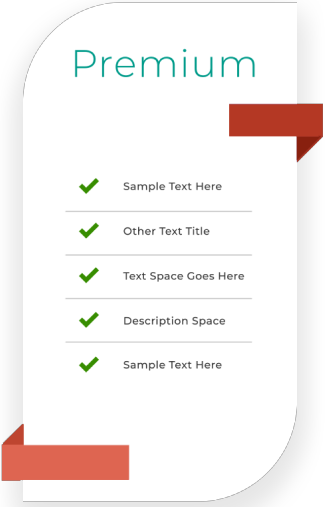 Premium
Sample Text Here
Other Text Title
Text Space Goes Here
Description Space
Sample Text Here